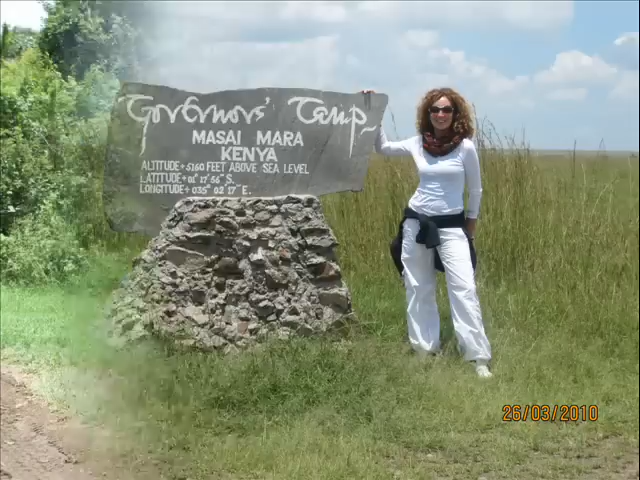 Governors' Camp
MASAI MARA
KENYA
ALTITUDE + 5160 FEET ABOVE SEA LEVEL
LATITUDE + 01° 17' 56" S.
LONGITUDE + 035° 02' 17" E.
26/03/2010